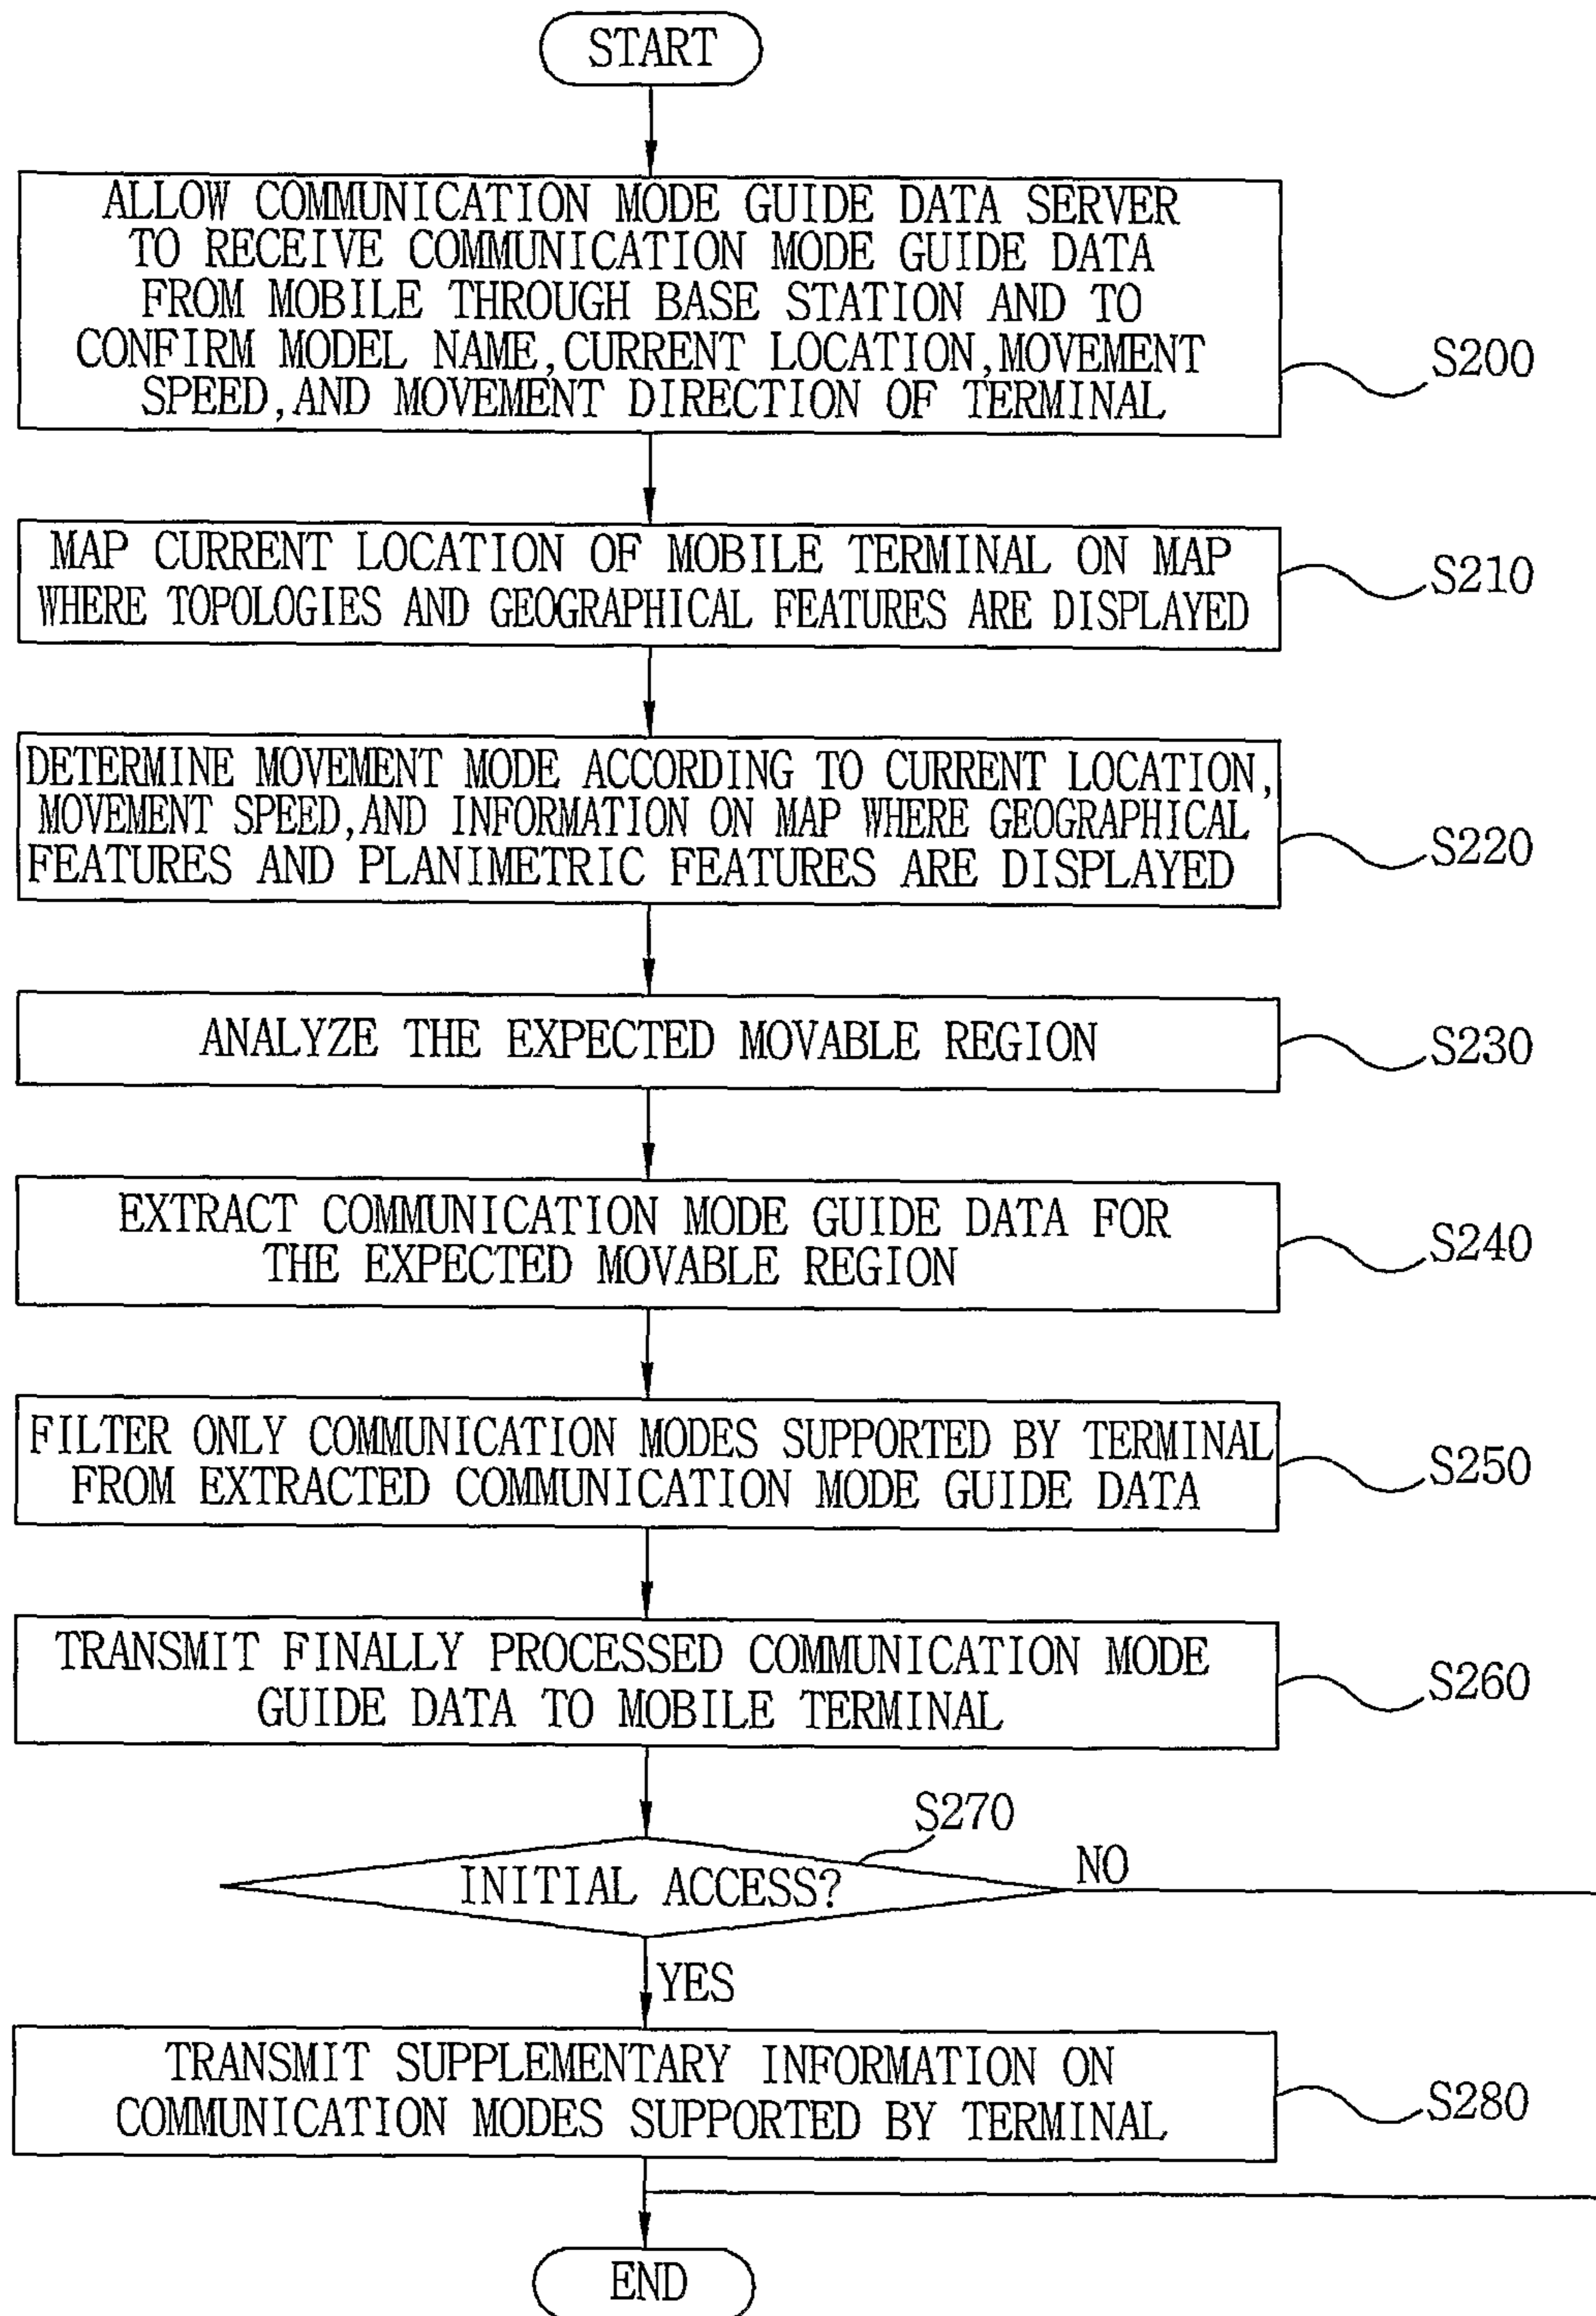 START
ALLOW COMMUNICATION MODE GUIDE DATA SERVER
TO RECEIVE COMMUNICATION MODE GUIDE DATA
FROM MOBILE THROUGH BASE STATION AND TO
CONFIRM MODEL NAME, CURRENT LOCATION, MOVEMENT
SPEED, AND MOVEMENT DIRECTION OF TERMINAL
S200
MAP CURRENT LOCATION OF MOBILE TERMINAL ON MAP
WHERE TOPOLOGIES AND GEOGRAPHICAL FEATURES ARE DISPLAYED
S210
DETERMINE MOVEMENT MODE ACCORDING TO CURRENT LOCATION,
MOVEMENT SPEED, AND INFORMATION ON MAP WHERE GEOGRAPHICAL
FEATURES AND PLANIMETRIC FEATURES ARE DISPLAYED
S220
ANALYZE THE EXPECTED MOVABLE REGION
S230
EXTRACT COMMUNICATION MODE GUIDE DATA FOR
THE EXPECTED MOVABLE REGION
S240
FILTER ONLY COMMUNICATION MODES SUPPORTED BY TERMINAL
FROM EXTRACTED COMMUNICATION MODE GUIDE DATA
S250
TRANSMIT FINALLY PROCESSED COMMUNICATION MODE
GUIDE DATA TO MOBILE TERMINAL
S260
S270
INITIAL ACCESS?
NO
YES
TRANSMIT SUPPLEMENTARY INFORMATION ON
COMMUNICATION MODES SUPPORTED BY TERMINAL
S280
END